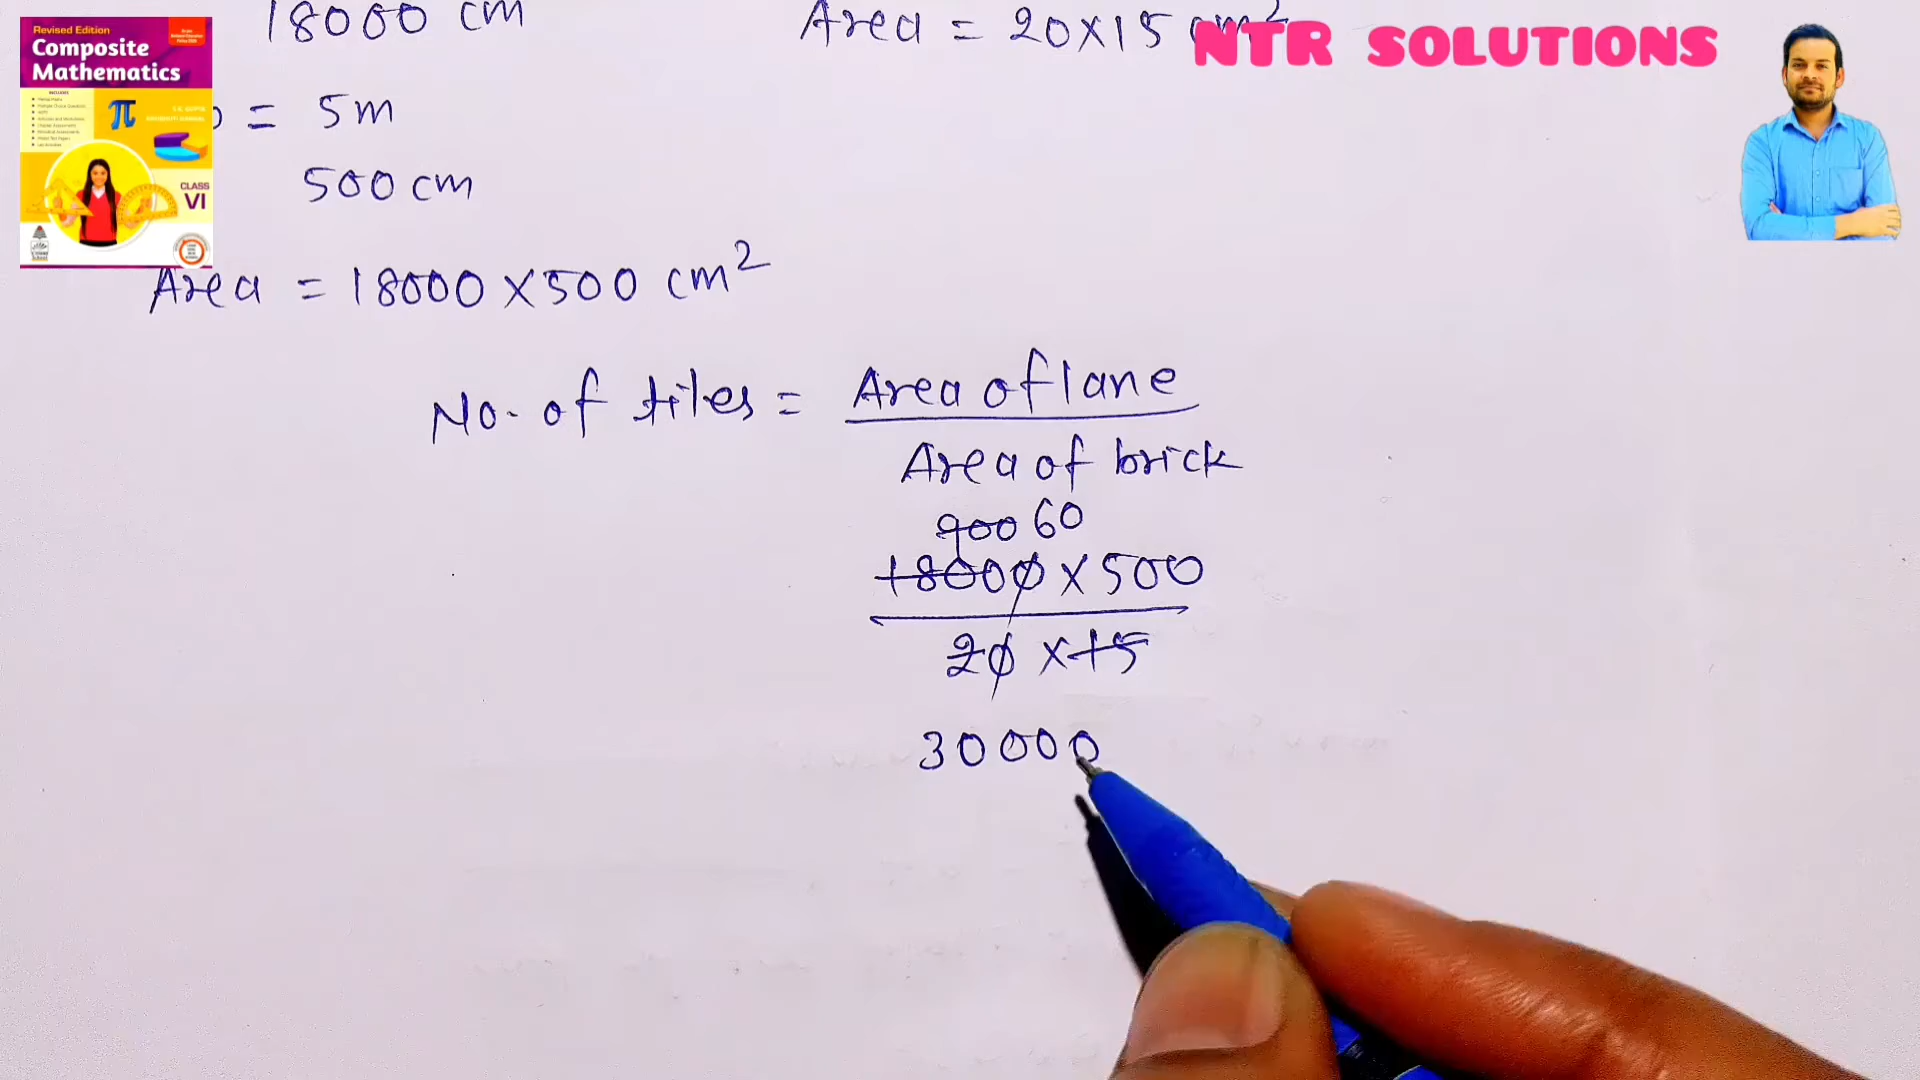 18000 cm
Area = 20×15 cm²
NTR SOLUTIONS
Revised Edition
Composite
Mathematics
π
CLASS
VI
= 5m
500 cm
Area = 18000 × 500 cm²
No. of tiles = Area of lane
Area of brick
900 60
18000 × 500
20 × 15
30000